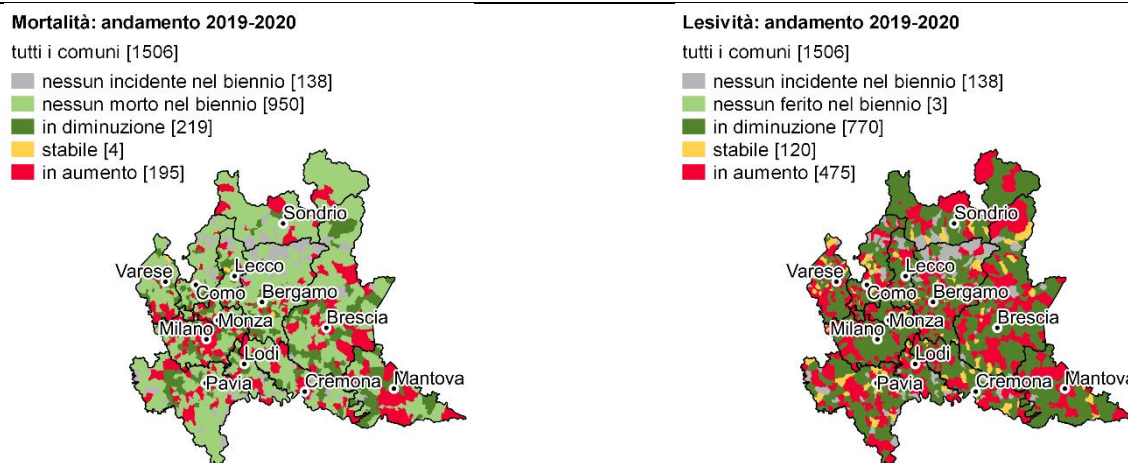 Mortalità: andamento 2019-2020
tutti i comuni [1506]
nessun incidente nel biennio [138]
nessun morto nel biennio [950]
in diminuzione [219]
stabile [4]
in aumento [195]
Sondrio
Varese
Lecco
Como
Bergamo
Milano
Monza
Brescia
Lodi
Pavia
Cremona
Mantova
Lesività: andamento 2019-2020
tutti i comuni [1506]
nessun incidente nel biennio [138]
nessun ferito nel biennio [3]
in diminuzione [770]
stabile [120]
in aumento [475]
Sondrio
Varese
Lecco
Como
Bergamo
Milano
Monza
Brescia
Lodi
Pavia
Cremona
Mantova